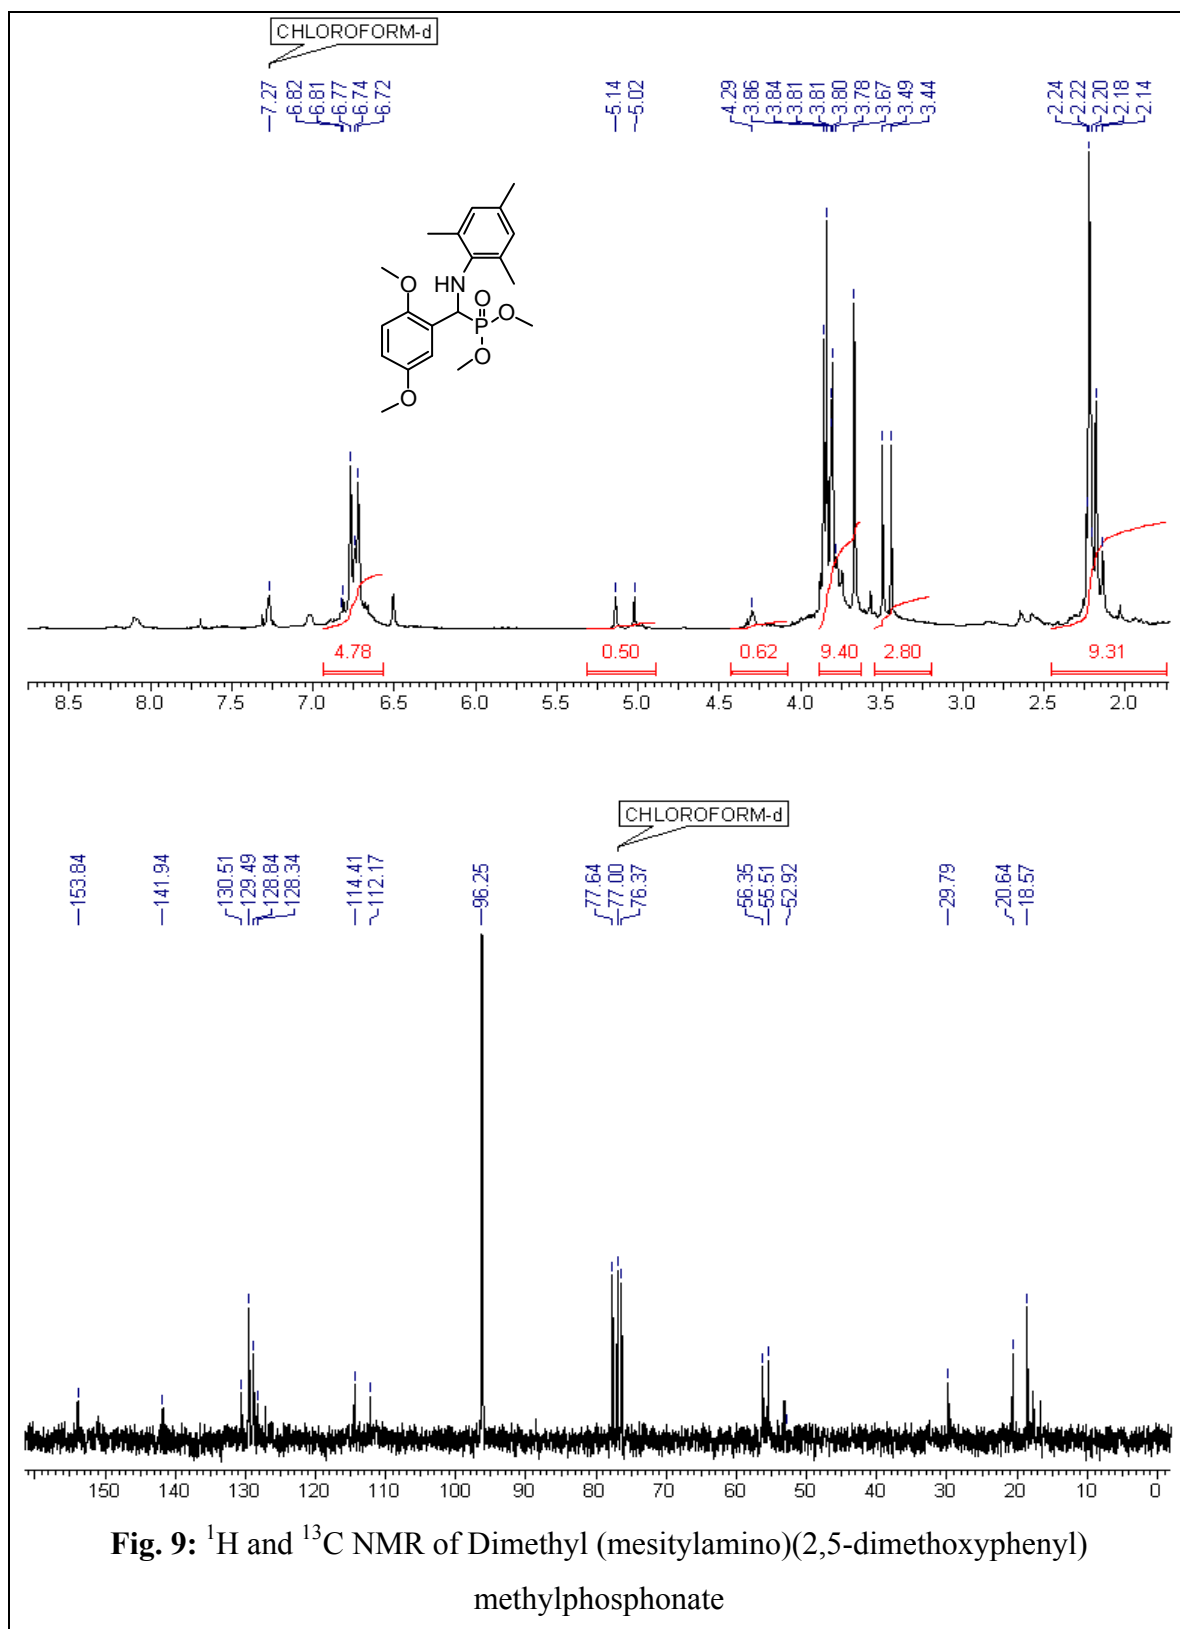 CHLOROFORM-d
7.27
6.82
6.81
6.77
6.74
6.72
5.14
5.02
4.29
3.86
3.84
3.81
3.81
3.80
3.78
3.67
3.49
3.44
2.24
2.22
2.20
2.18
2.14
HN
O
O
P
O
O
O
4.78 0.50 0.62 9.40 2.80 9.31
8.5 8.0 7.5 7.0 6.5 6.0 5.5 5.0 4.5 4.0 3.5 3.0 2.5 2.0
CHLOROFORM-d
153.84
141.94
130.51
129.49
128.84
128.34
114.41
112.17
96.25
77.64
77.00
76.37
56.35
55.51
52.92
29.79
20.64
18.57
150 140 130 120 110 100 90 80 70 60 50 40 30 20 10 0
Fig. 9: ¹H and ¹³C NMR of Dimethyl (mesitylamino)(2,5-dimethoxyphenyl)
methylphosphonate